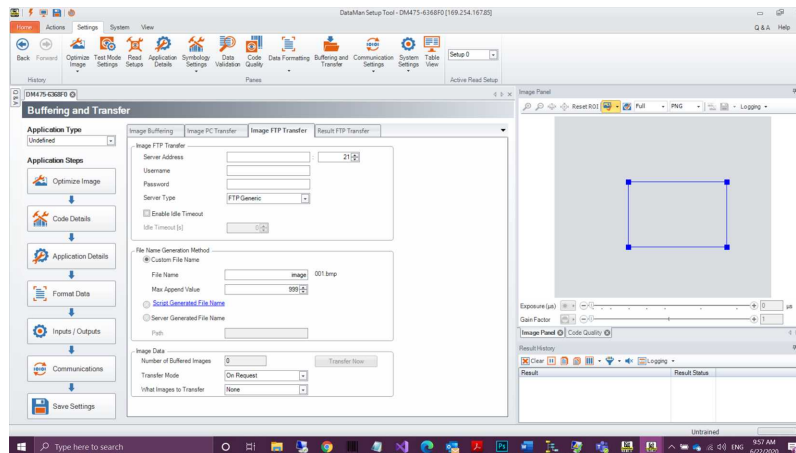 DataMan Setup Tool - DM475-6368F0 [169.254.167.85]
Home Actions Settings System View Q & A Help
Back Forward Optimize Image Test Mode Settings Read Setups Application Details Symbology Settings Data Validation Code Quality Data Formatting Buffering and Transfer Communication Settings System Settings Table View Setup 0
History Panes Active Read Setup
Q & A
DM475-6368F0
Buffering and Transfer
Application Type
Undefined
Application Steps
Optimize Image
Code Details
Application Details
Format Data
Inputs / Outputs
Communications
Save Settings
Image Buffering Image PC Transfer Image FTP Transfer Result FTP Transfer
Image FTP Transfer
Server Address : 21
Username
Password
Server Type FTP Generic
Enable Idle Timeout
Idle Timeout [s] 0
File Name Generation Method
Custom File Name
File Name image 001.bmp
Max Append Value 999
Script Generated File Name
Server Generated File Name
Path
Image Data
Number of Buffered Images 0 Transfer Now
Transfer Mode On Request
What Images to Transfer None
Image Panel
Reset ROI Full PNG Logging
Exposure (µs) 0 µs
Gain Factor 1
Image Panel Code Quality
Result History
Clear Logging
Result Result Status
Untrained
Type here to search
ENG 9:57 AM
6/22/2020